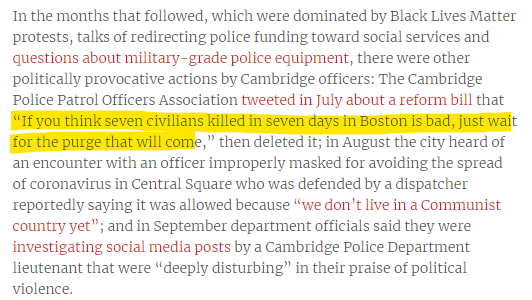 In the months that followed, which were dominated by Black Lives Matter
protests, talks of redirecting police funding toward social services and
questions about military-grade police equipment, there were other
politically provocative actions by Cambridge officers: The Cambridge
Police Patrol Officers Association tweeted in July about a reform bill that
“If you think seven civilians killed in seven days in Boston is bad, just wait
for the purge that will come,” then deleted it; in August the city heard of
an encounter with an officer improperly masked for avoiding the spread
of coronavirus in Central Square who was defended by a dispatcher
reportedly saying it was allowed because “we don’t live in a Communist
country yet”; and in September department officials said they were
investigating social media posts by a Cambridge Police Department
lieutenant that were “deeply disturbing” in their praise of political
violence.